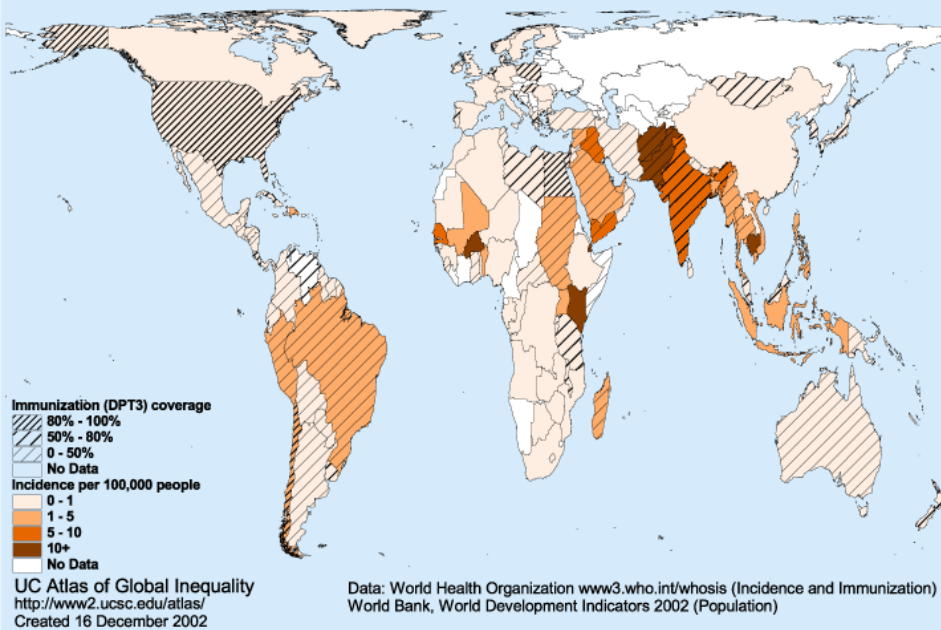 Immunization (DPT3) coverage
80% - 100%
50% - 80%
0 - 50%
No Data
Incidence per 100,000 people
0 - 1
1 - 5
5 - 10
10+
No Data
UC Atlas of Global Inequality
http://www2.ucsc.edu/atlas/
Created 16 December 2002
Data: World Health Organization www3.who.int/whosis (Incidence and Immunization)
World Bank, World Development Indicators 2002 (Population)